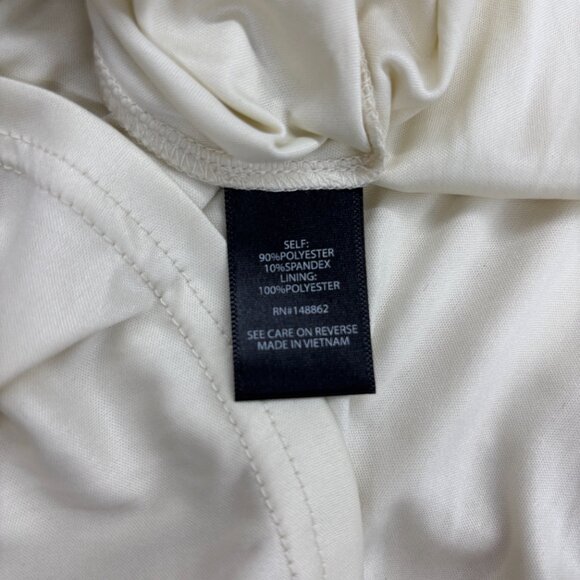 SELF:
90%POLYESTER
10%SPANDEX
LINING:
100%POLYESTER
RN#148862
SEE CARE ON REVERSE
MADE IN VIETNAM